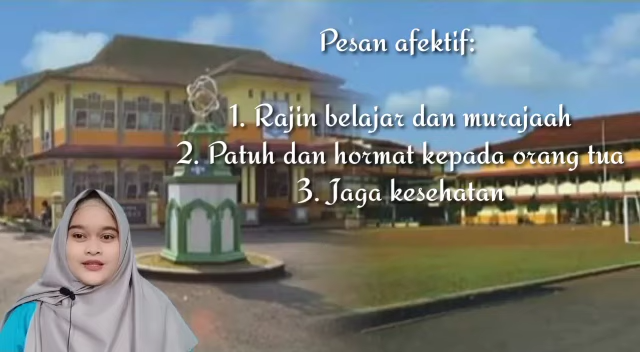 Pesan afektif:
1. Rajin belajar dan murajaah
2. Patuh dan hormat kepada orang tua
3. Jaga kesehatan